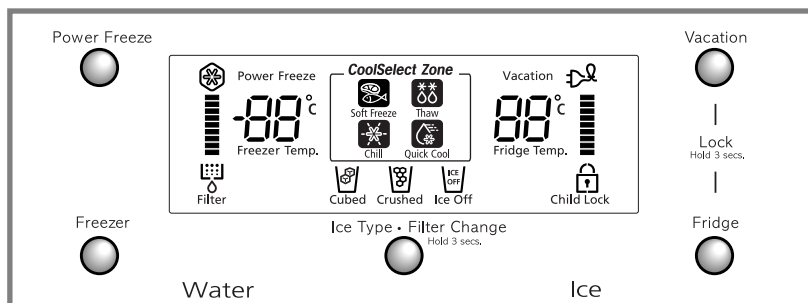 Power Freeze
Vacation
CoolSelect Zone
Power Freeze
-88°c
Freezer Temp.
Soft Freeze
Thaw
Chill
Quick Cool
Vacation
88°c
Fridge Temp.
Lock
Hold 3 secs.
Filter
Cubed
Crushed
ICE
OFF
Ice Off
Child Lock
Freezer
Ice Type • Filter Change
Hold 3 secs.
Fridge
Water
Ice